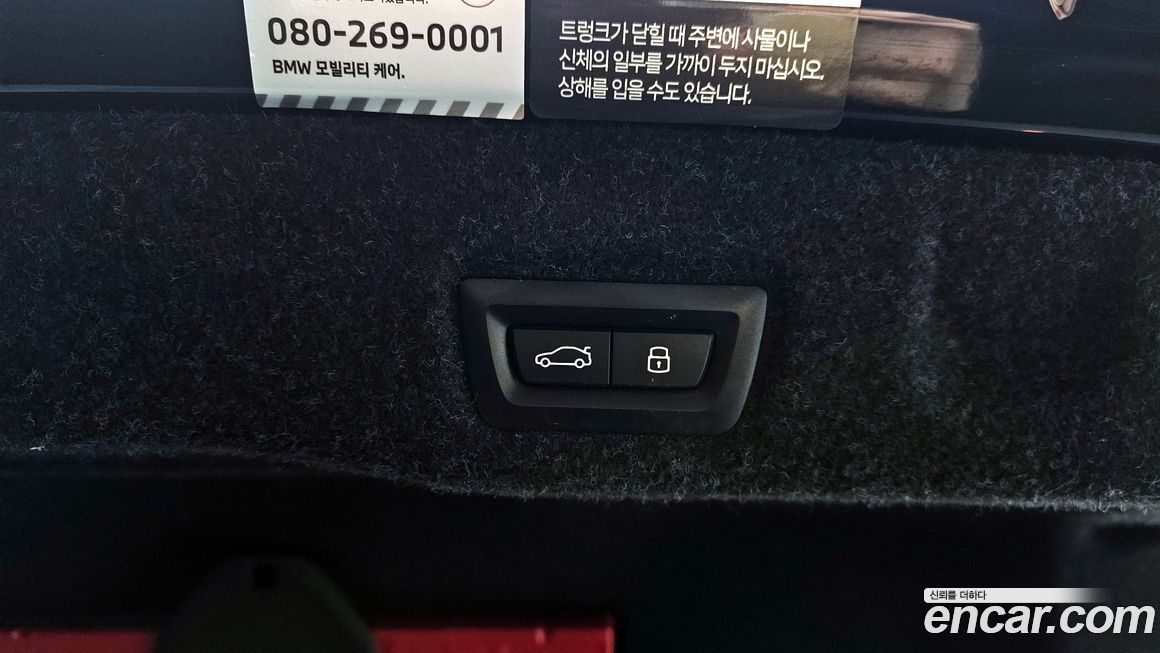 080-269-0001
BMW 모빌리티 케어.
트렁크가 닫힐 때 주변에 사물이나
신체의 일부를 가까이 두지 마십시오.
상해를 입을 수도 있습니다.
신뢰를 더하다
encar.com